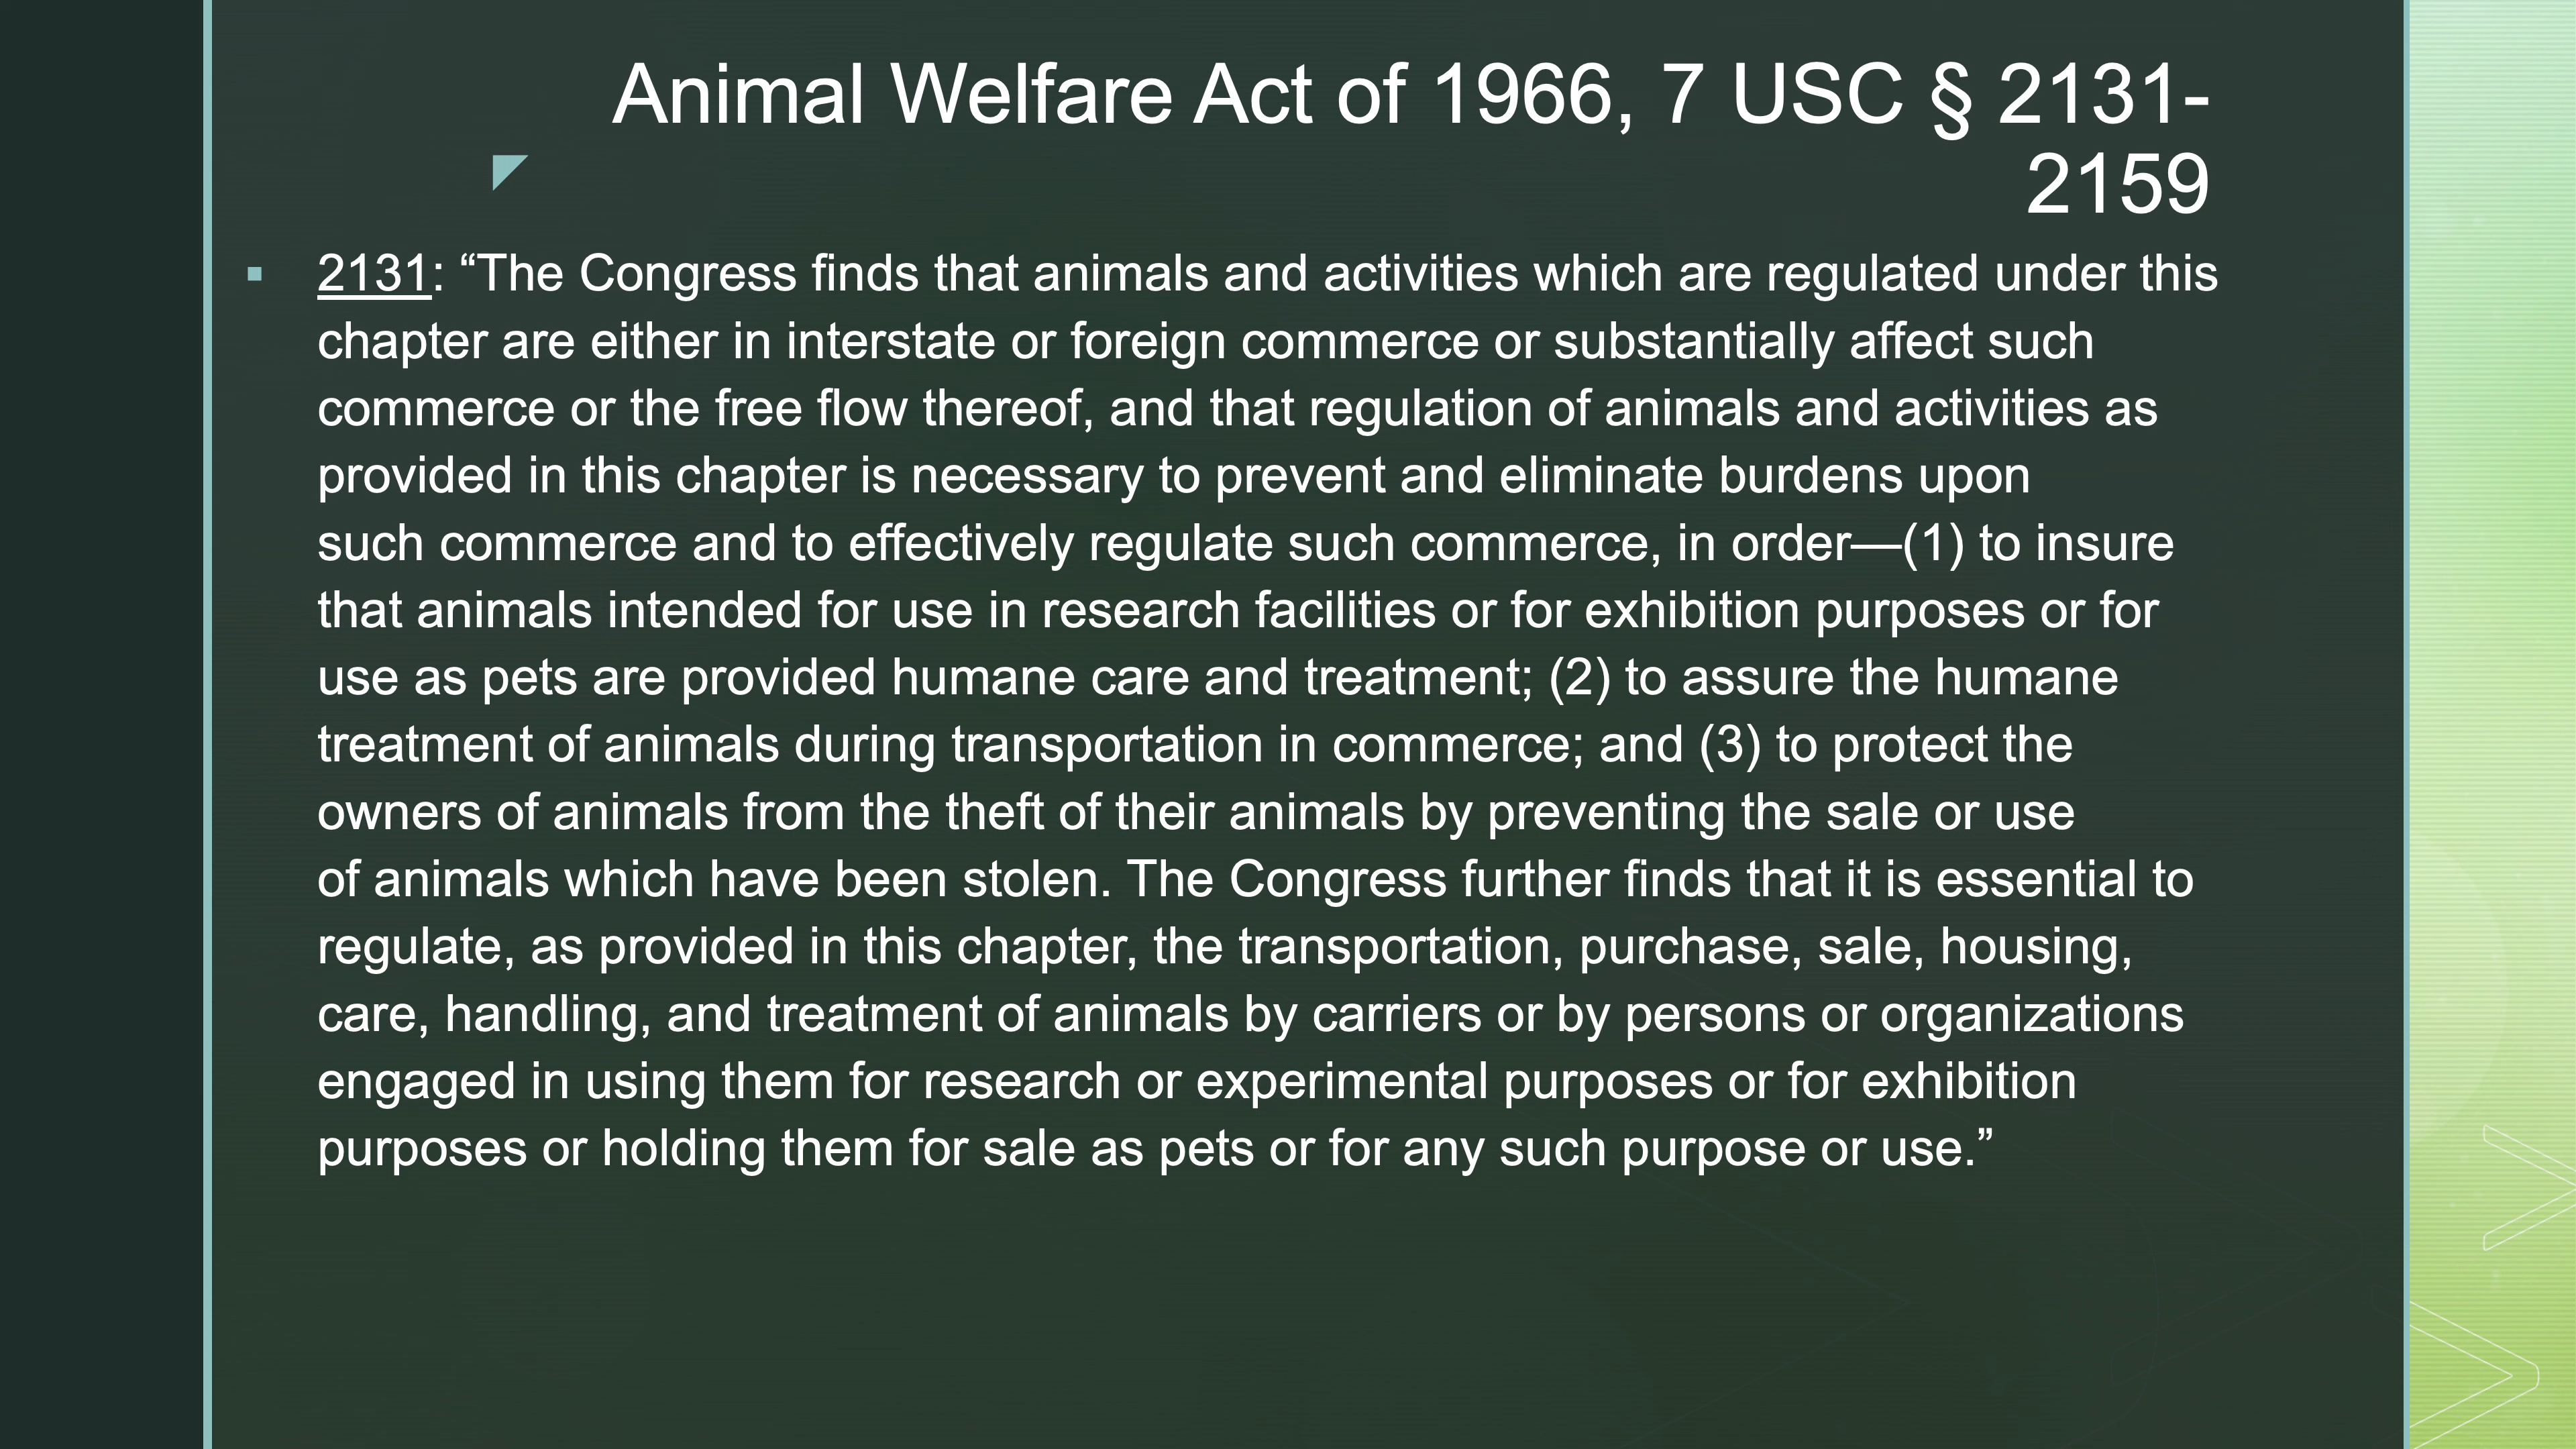 Animal Welfare Act of 1966, 7 USC § 2131-
2159
▪ 2131: “The Congress finds that animals and activities which are regulated under this
chapter are either in interstate or foreign commerce or substantially affect such
commerce or the free flow thereof, and that regulation of animals and activities as
provided in this chapter is necessary to prevent and eliminate burdens upon
such commerce and to effectively regulate such commerce, in order—(1) to insure
that animals intended for use in research facilities or for exhibition purposes or for
use as pets are provided humane care and treatment; (2) to assure the humane
treatment of animals during transportation in commerce; and (3) to protect the
owners of animals from the theft of their animals by preventing the sale or use
of animals which have been stolen. The Congress further finds that it is essential to
regulate, as provided in this chapter, the transportation, purchase, sale, housing,
care, handling, and treatment of animals by carriers or by persons or organizations
engaged in using them for research or experimental purposes or for exhibition
purposes or holding them for sale as pets or for any such purpose or use.”